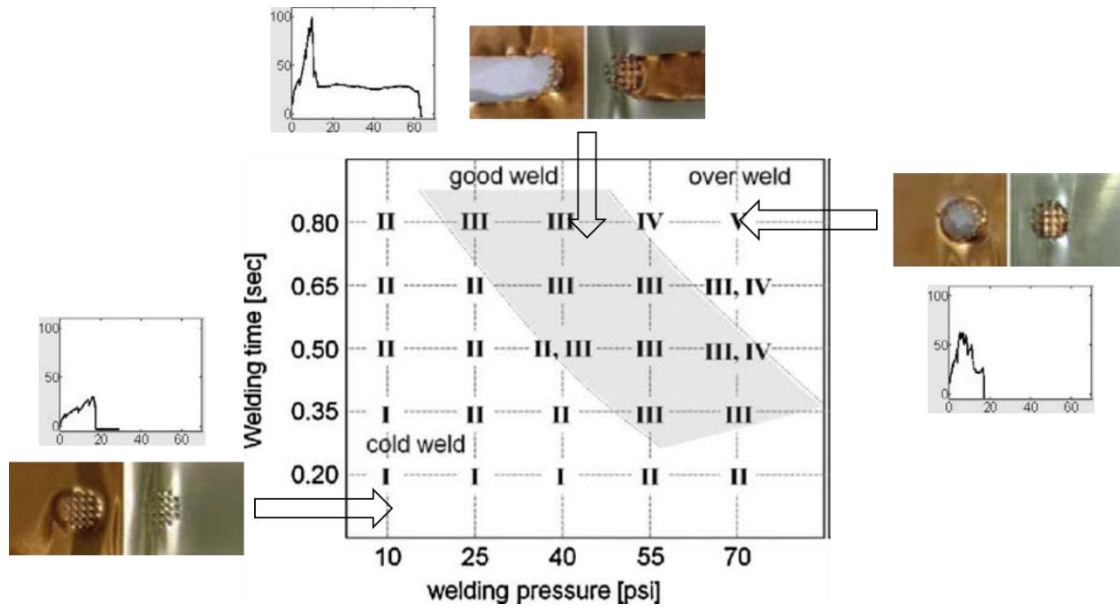 100
50
0
0 20 40 60
good weld
over weld
0.80 II III III IV V
0.65 II II III III III, IV
0.50 II II II, III III III, IV
0.35 I II II III III
cold weld
0.20 I I I II II
10 25 40 55 70
Welding time [sec]
welding pressure [psi]
100
50
0
0 20 40 60
100
50
0
0 20 40 60